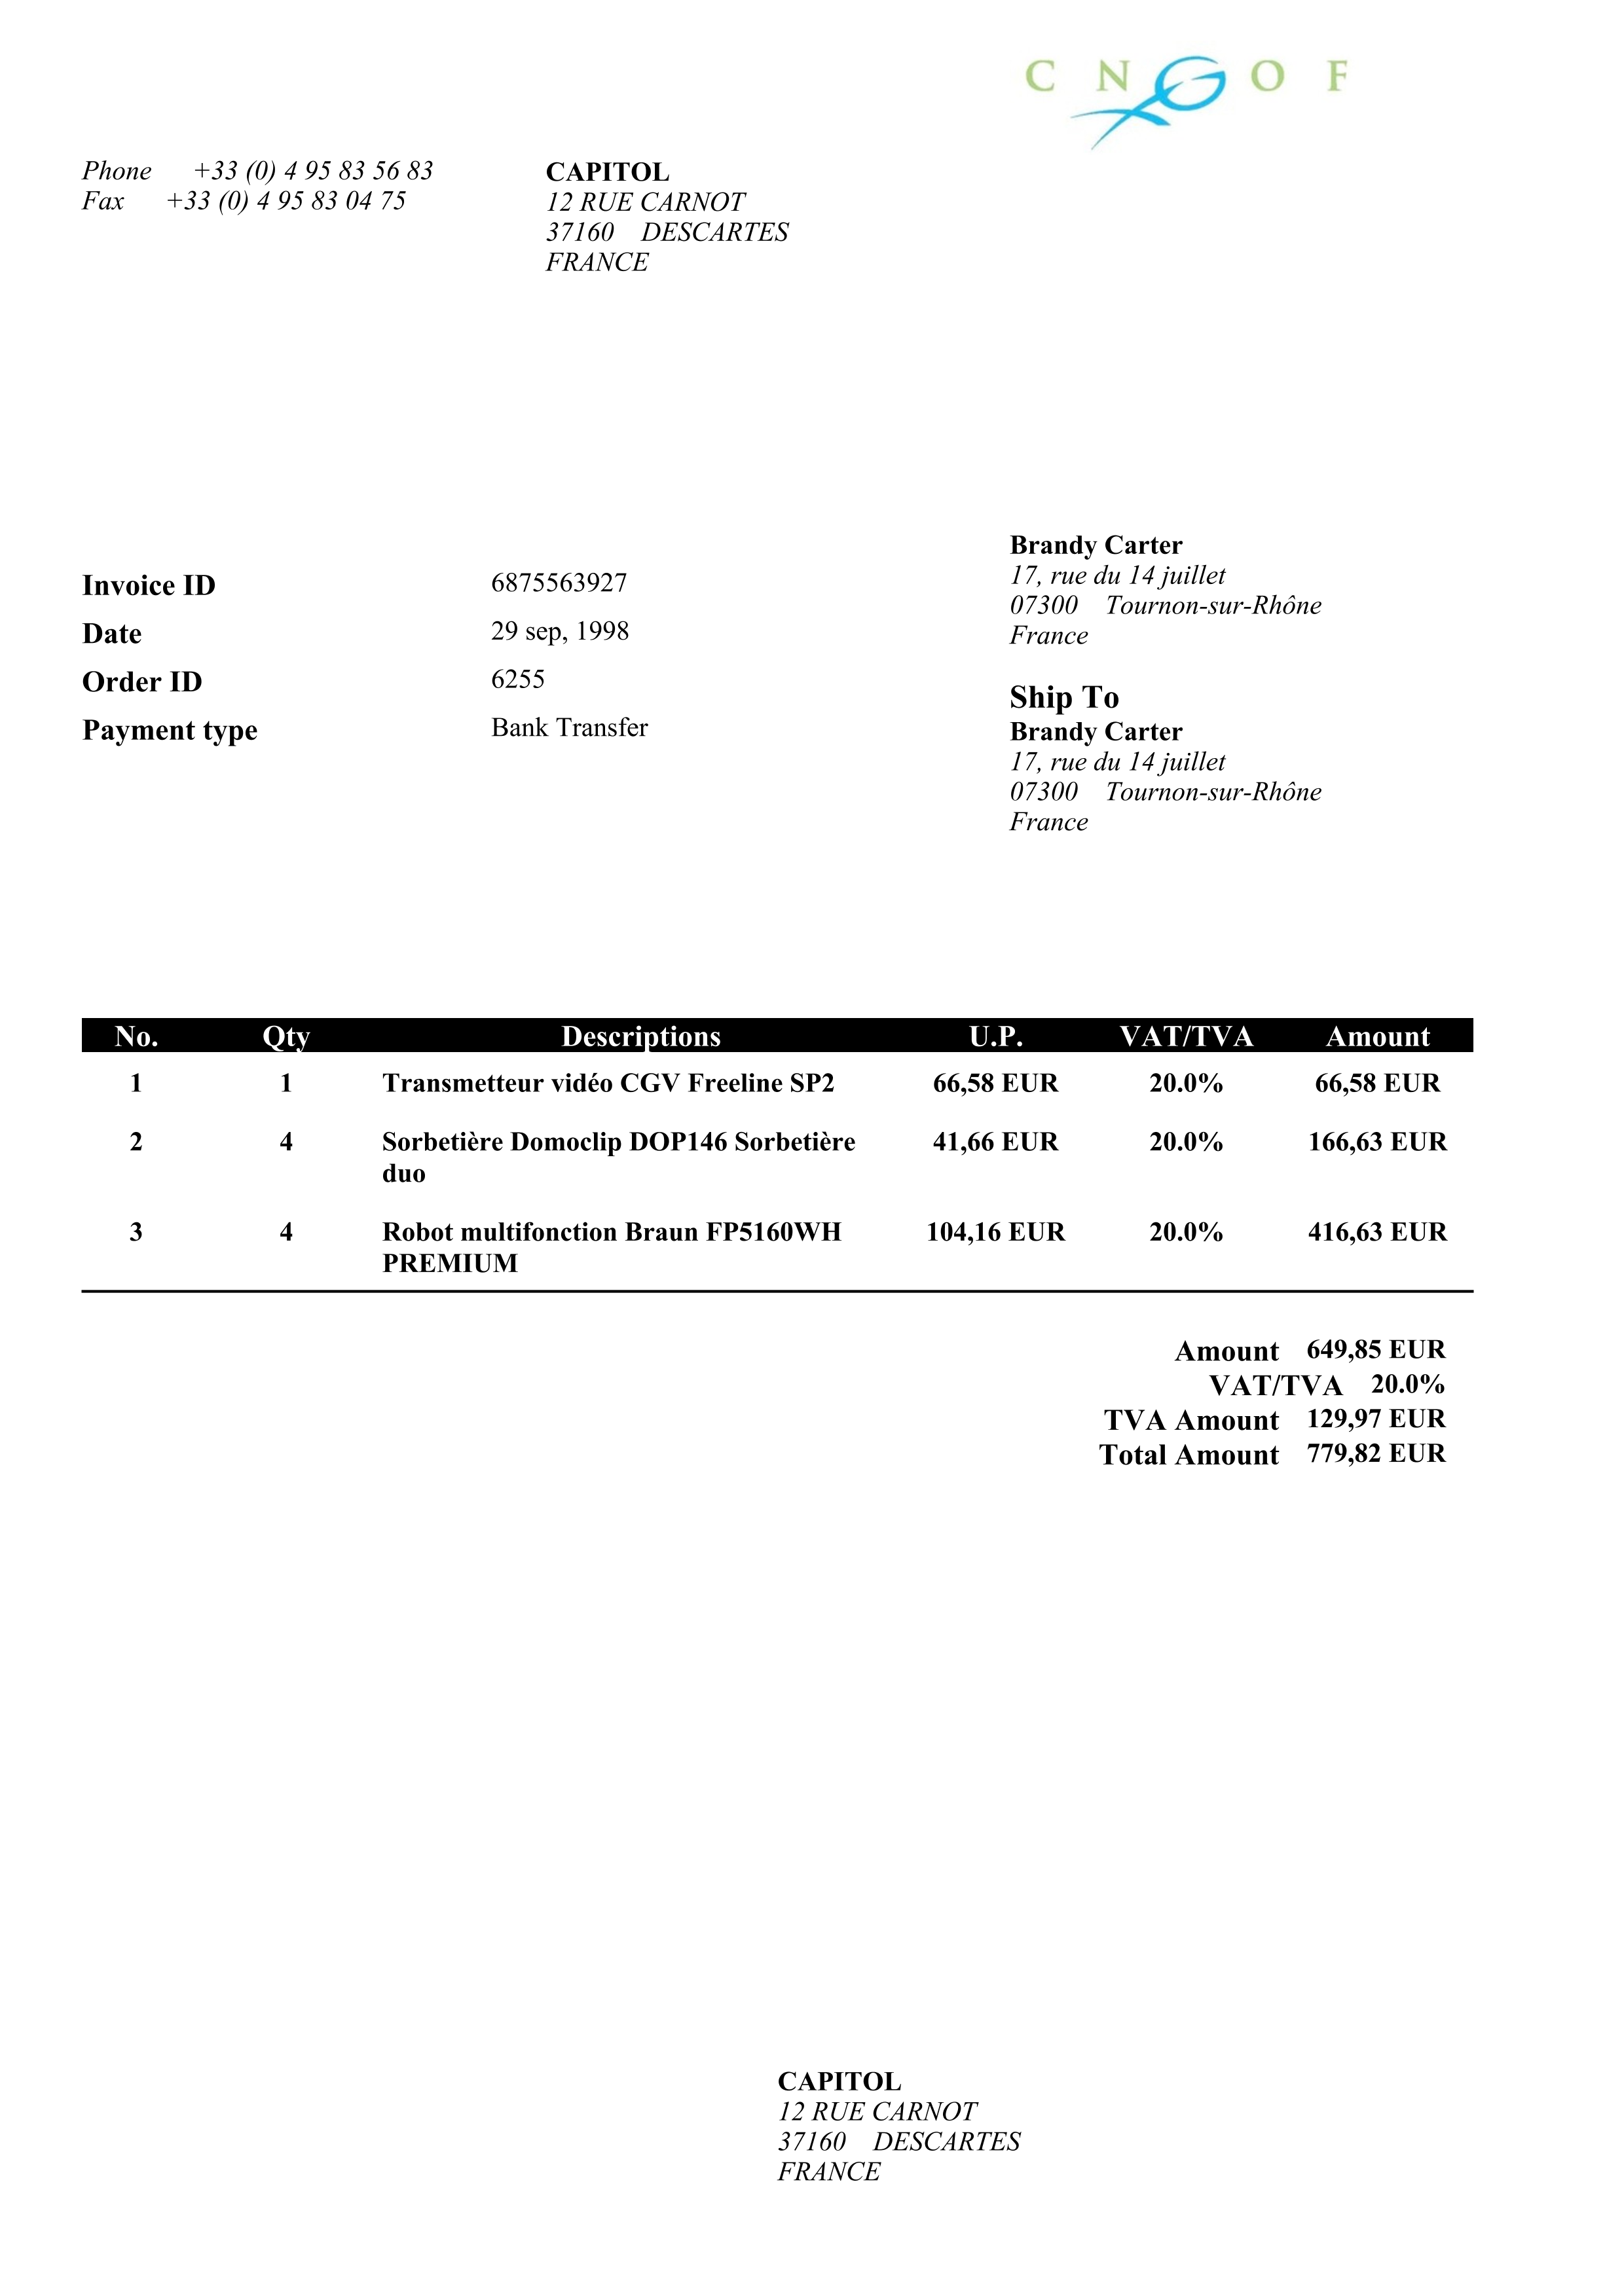 C N G O F
Phone +33 (0) 4 95 83 56 83
Fax +33 (0) 4 95 83 04 75
CAPITOL
12 RUE CARNOT
37160 DESCARTES
FRANCE
Brandy Carter
17, rue du 14 juillet
07300 Tournon-sur-Rhône
France
Invoice ID 6875563927
Date 29 sep, 1998
Order ID 6255
Payment type Bank Transfer
Ship To
Brandy Carter
17, rue du 14 juillet
07300 Tournon-sur-Rhône
France
No. Qty Descriptions U.P. VAT/TVA Amount
1 1 Transmetteur vidéo CGV Freeline SP2 66,58 EUR 20.0% 66,58 EUR
2 4 Sorbetière Domoclip DOP146 Sorbetière 41,66 EUR 20.0% 166,63 EUR
duo
3 4 Robot multifonction Braun FP5160WH 104,16 EUR 20.0% 416,63 EUR
PREMIUM
Amount 649,85 EUR
VAT/TVA 20.0%
TVA Amount 129,97 EUR
Total Amount 779,82 EUR
CAPITOL
12 RUE CARNOT
37160 DESCARTES
FRANCE